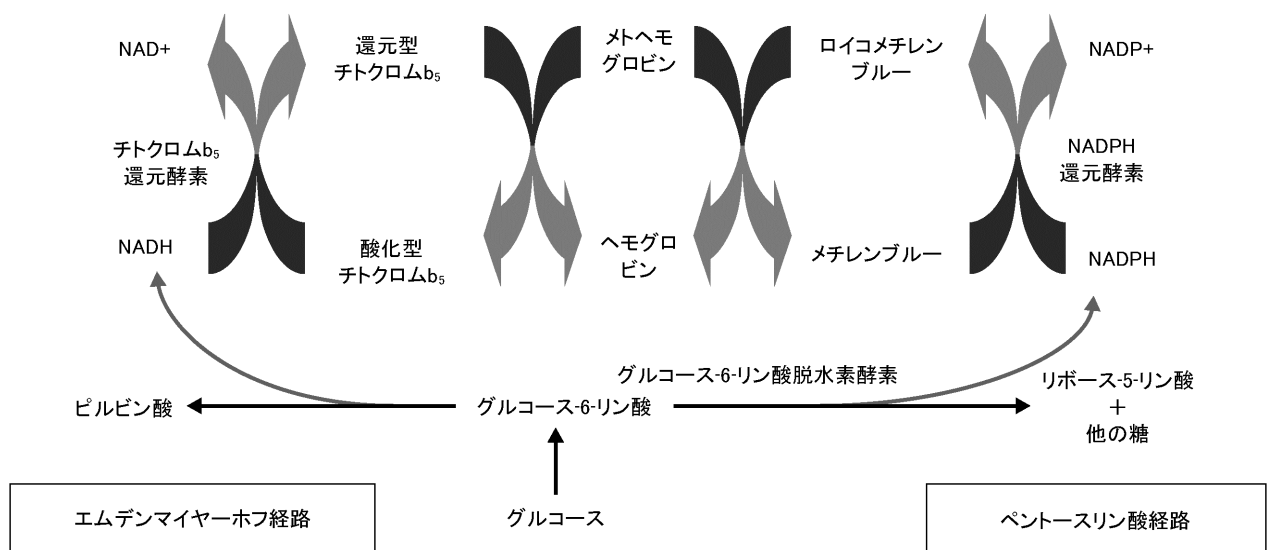 NAD+
還元型
チトクロムb₅
メトヘモ
グロビン
ロイコメチレン
ブルー
NADP+
チトクロムb₅
還元酵素
NADPH
還元酵素
NADH
酸化型
チトクロムb₅
ヘモグロ
ビン
メチレンブルー
NADPH
グルコース-6-リン酸脱水素酵素
ピルビン酸
グルコース-6-リン酸
リボース-5-リン酸
+
他の糖
グルコース
エムデンマイヤーホフ経路
ペントースリン酸経路